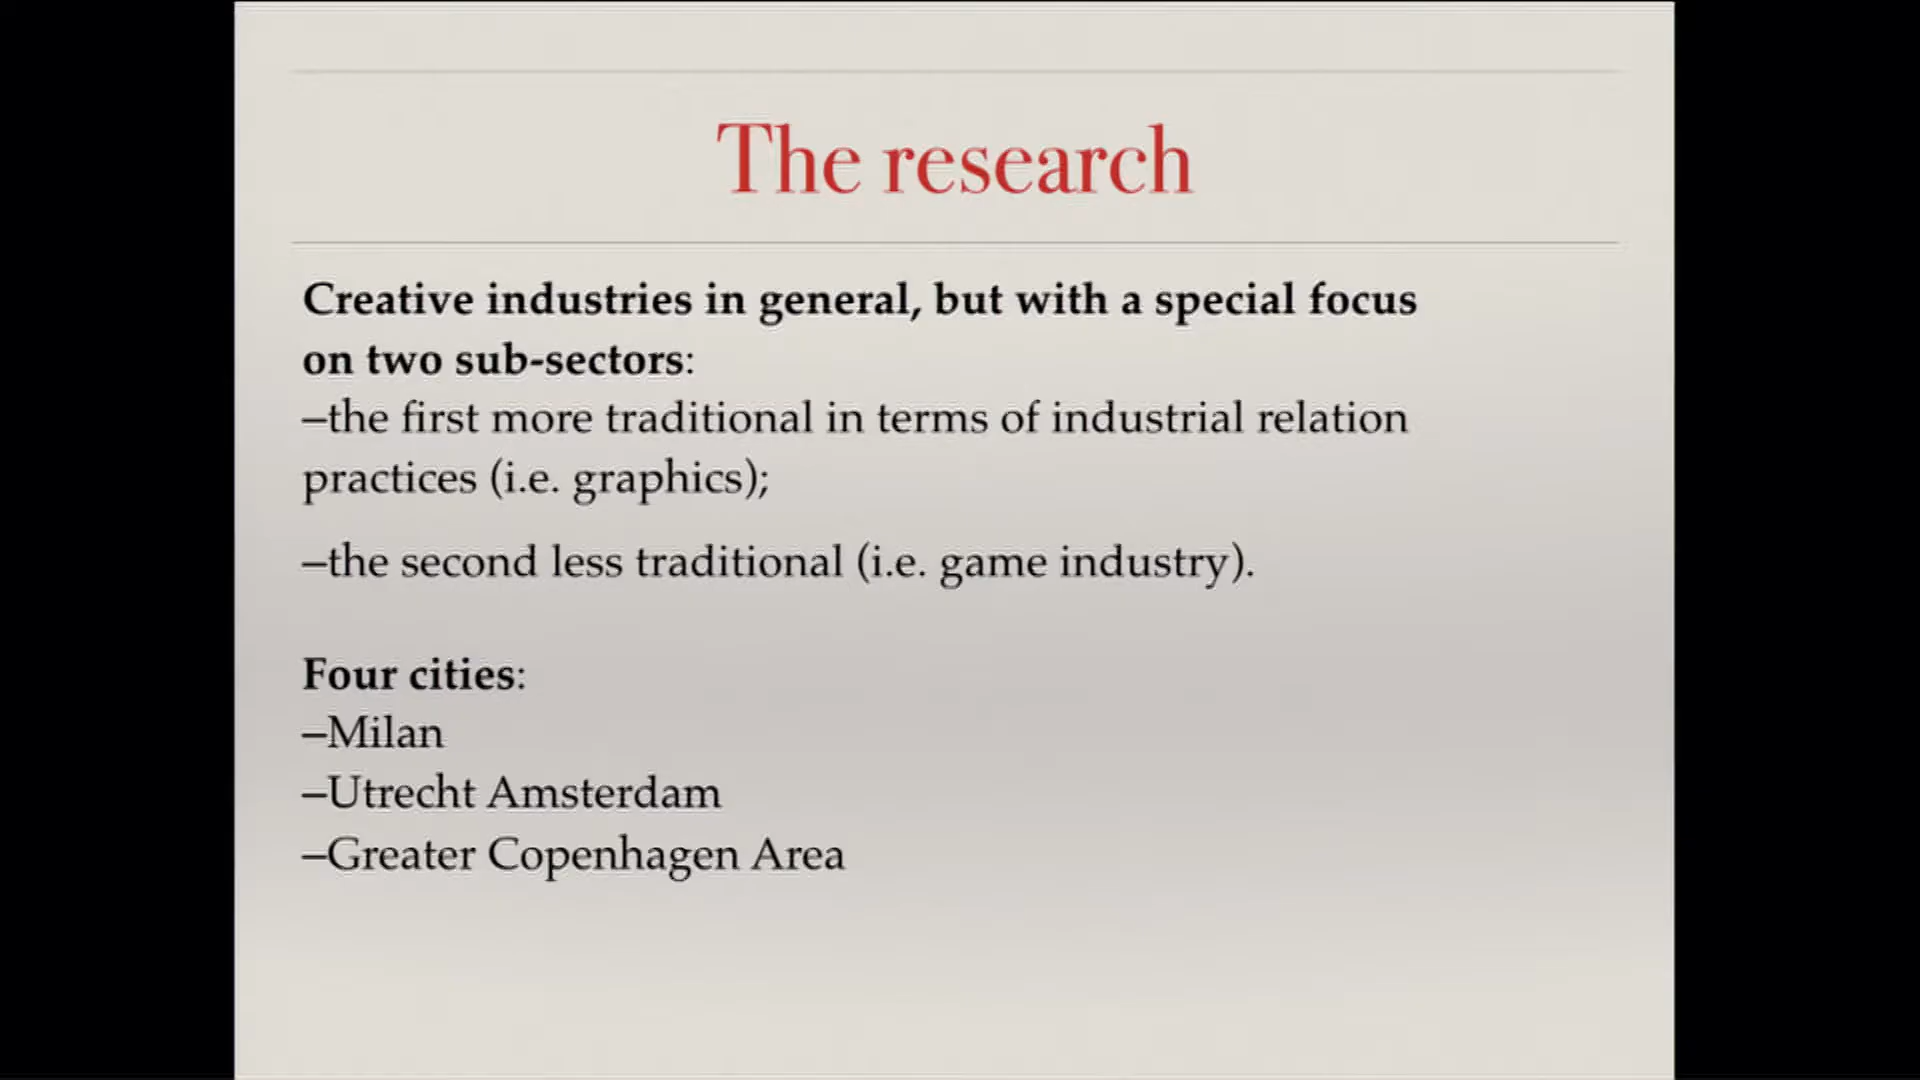 The research
Creative industries in general, but with a special focus
on two sub-sectors:
–the first more traditional in terms of industrial relation
practices (i.e. graphics);
–the second less traditional (i.e. game industry).
Four cities:
–Milan
–Utrecht Amsterdam
–Greater Copenhagen Area